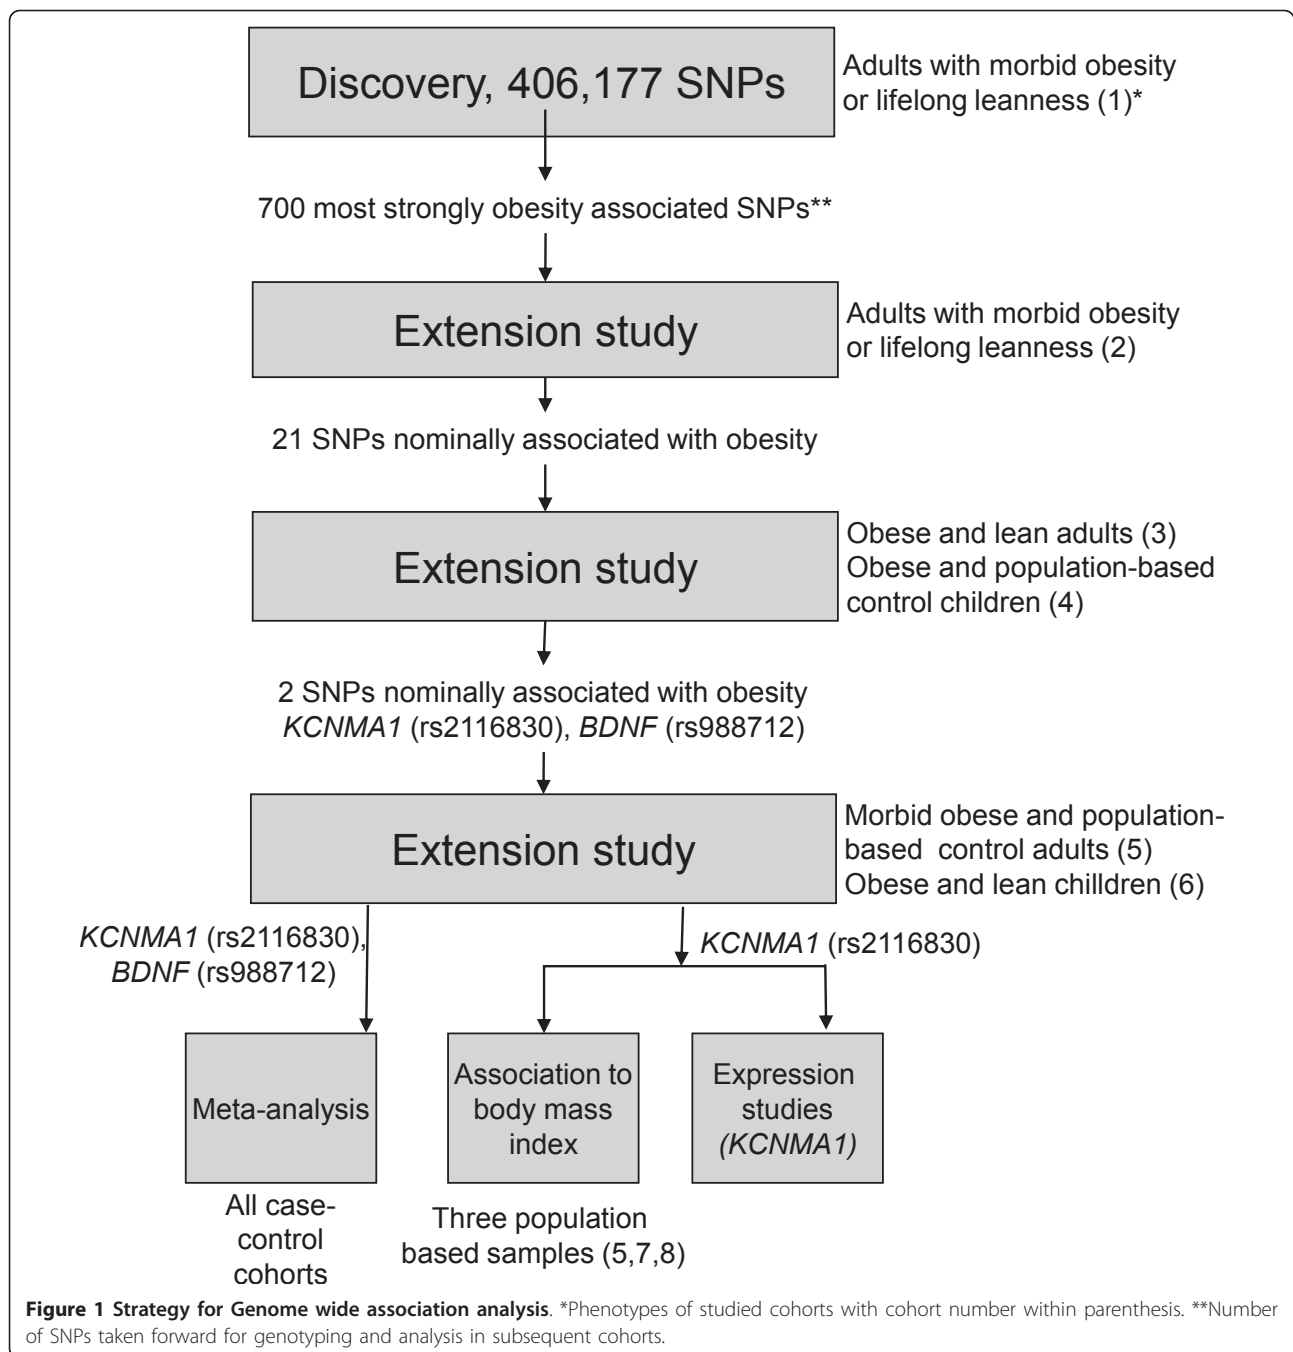 Discovery, 406,177 SNPs
Adults with morbid obesity
or lifelong leanness (1)*
700 most strongly obesity associated SNPs**
Extension study
Adults with morbid obesity
or lifelong leanness (2)
21 SNPs nominally associated with obesity
Extension study
Obese and lean adults (3)
Obese and population-based
control children (4)
2 SNPs nominally associated with obesity
KCNMA1 (rs2116830), BDNF (rs988712)
Extension study
Morbid obese and population-
based control adults (5)
Obese and lean chilldren (6)
KCNMA1 (rs2116830),
BDNF (rs988712)
KCNMA1 (rs2116830)
Meta-analysis
Association to
body mass
index
Expression
studies
(KCNMA1)
All case-
control
cohorts
Three population
based samples (5,7,8)
Figure 1 Strategy for Genome wide association analysis. *Phenotypes of studied cohorts with cohort number within parenthesis. **Number
of SNPs taken forward for genotyping and analysis in subsequent cohorts.